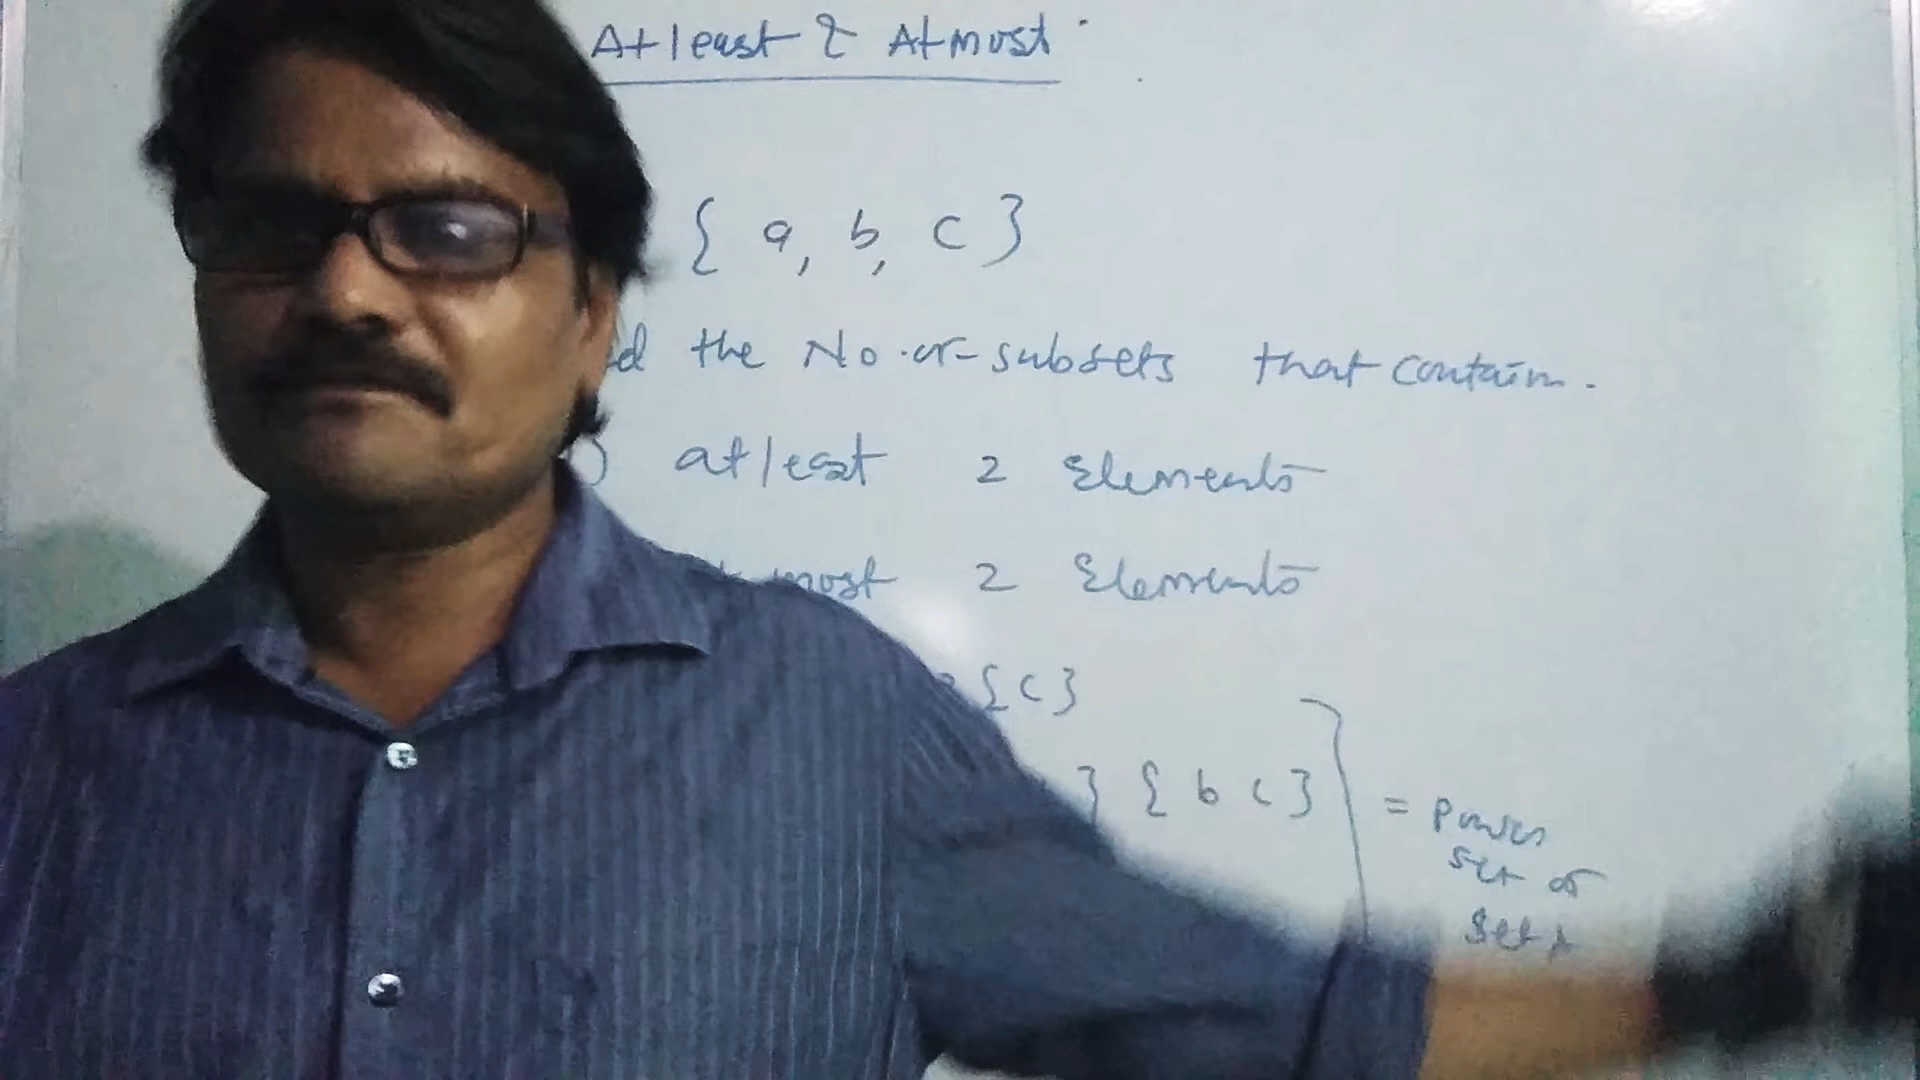 Atleast & Atmost
{ a, b, c }
d the No. of subsets that contain.
) atleast 2 Elements
most 2 Elements
{c}
} { b c }
= power
set of
Set A